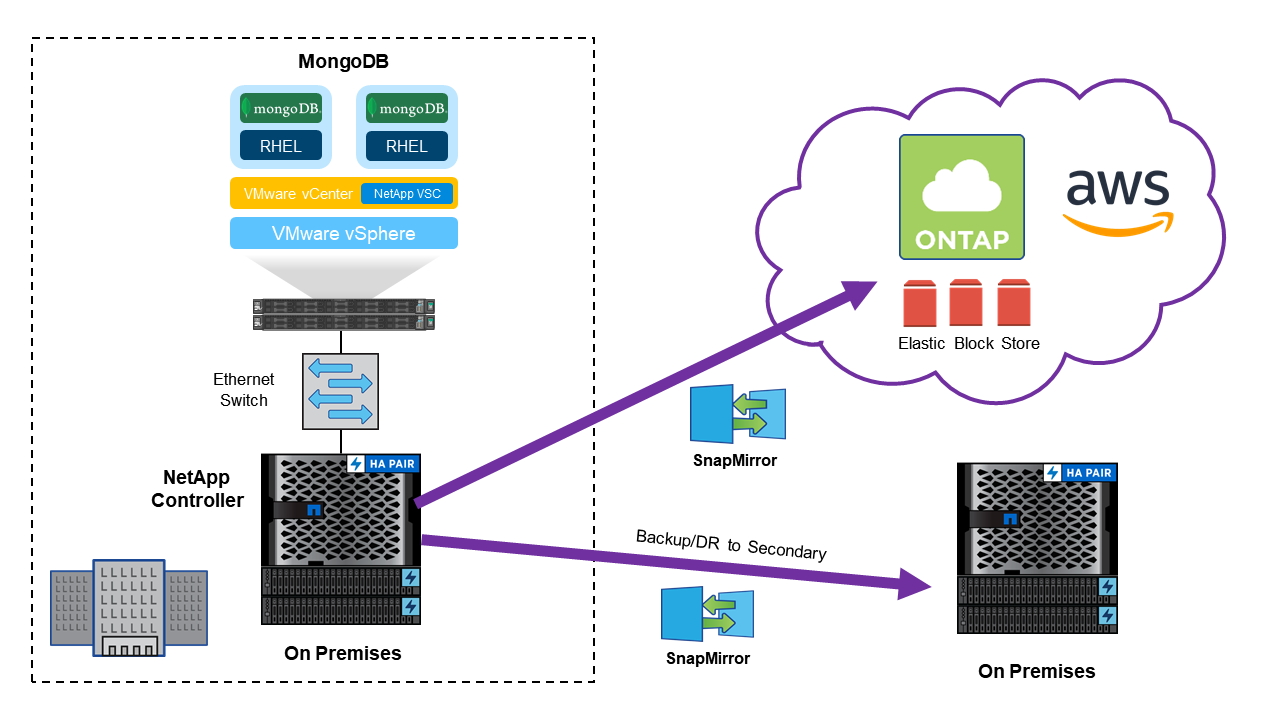 MongoDB
mongoDB.
mongoDB.
RHEL
RHEL
VMware vCenter
NetApp VSC
VMware vSphere
Ethernet
Switch
NetApp
Controller
HA PAIR
On Premises
ONTAP
aws
Elastic Block Store
SnapMirror
Backup/DR to Secondary
SnapMirror
HA PAIR
On Premises